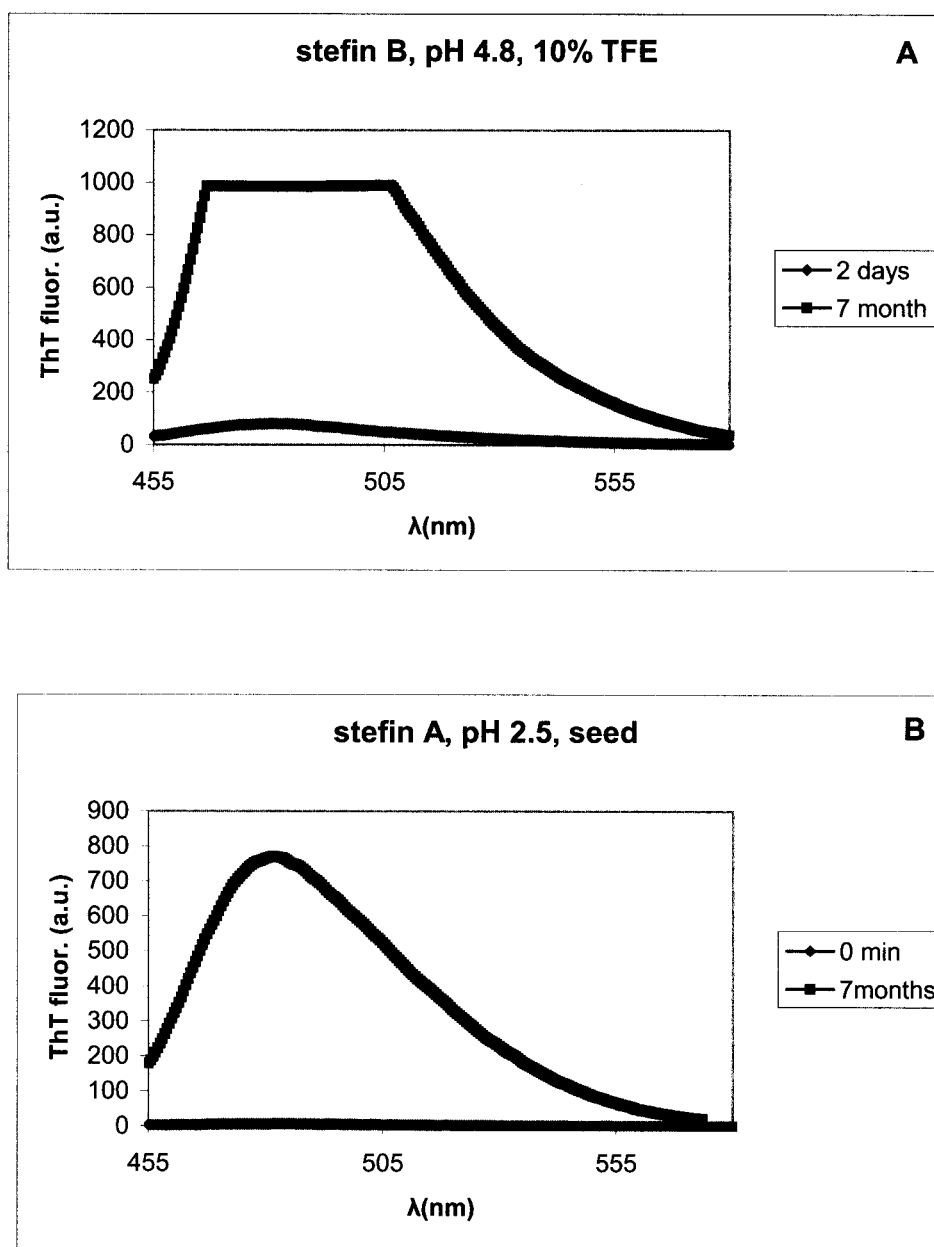 stefin B, pH 4.8, 10% TFE
A
1200
1000
800
600
400
200
0
ThT fluor. (a.u.)
455
505
555
λ(nm)
2 days
7 month
stefin A, pH 2.5, seed
B
900
800
700
600
500
400
300
200
100
0
ThT fluor. (a.u.)
455
505
555
λ(nm)
0 min
7months